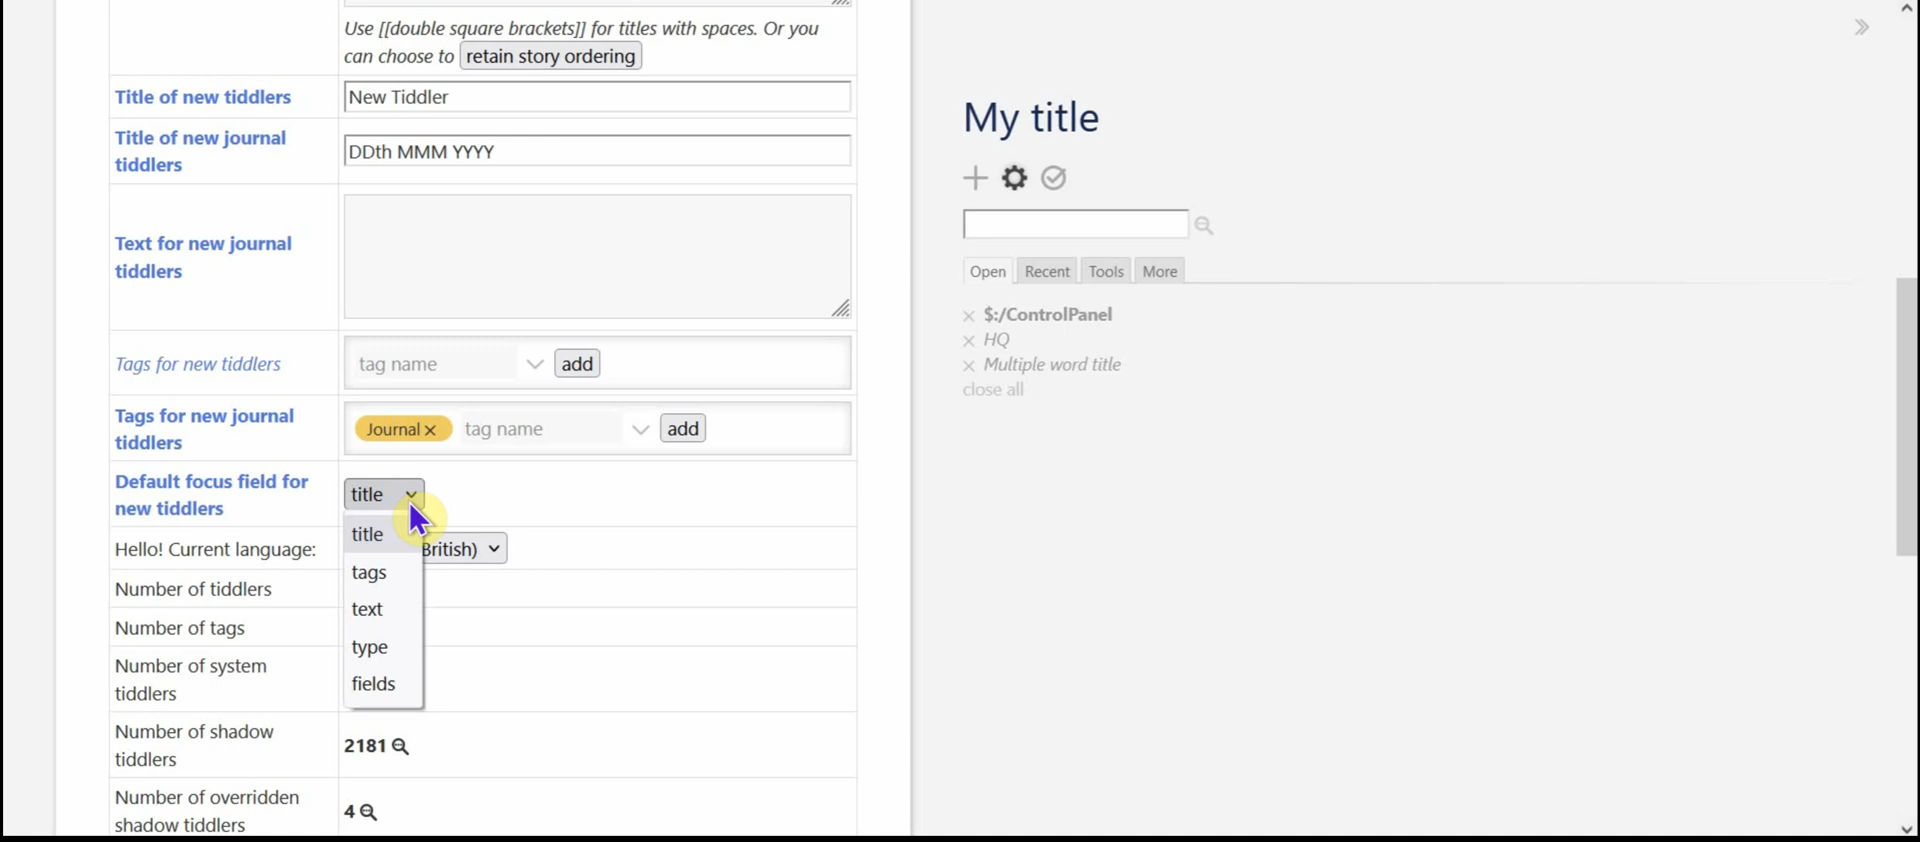 Use [[double square brackets]] for titles with spaces. Or you
can choose to retain story ordering
Title of new tiddlers
New Tiddler
Title of new journal
tiddlers
DDth MMM YYYY
Text for new journal
tiddlers
Tags for new tiddlers
tag name
add
Tags for new journal
tiddlers
Journal
tag name
add
Default focus field for
new tiddlers
title
title
tags
text
type
fields
Hello! Current language:
British)
Number of tiddlers
Number of tags
Number of system
tiddlers
Number of shadow
tiddlers
2181
Number of overridden
shadow tiddlers
4
My title
Open Recent Tools More
$:/ControlPanel
HQ
Multiple word title
close all